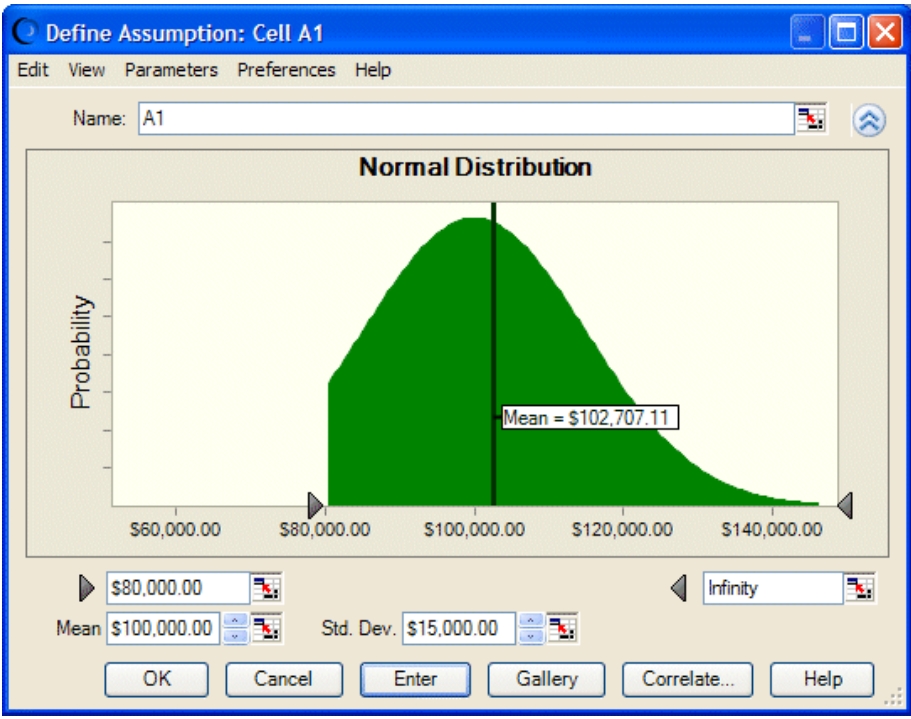 Define Assumption: Cell A1
Edit View Parameters Preferences Help
Name: A1
Normal Distribution
Probability
Mean = $102,707.11
$60,000.00 $80,000.00 $100,000.00 $120,000.00 $140,000.00
$80,000.00 Infinity
Mean $100,000.00 Std. Dev. $15,000.00
OK Cancel Enter Gallery Correlate... Help